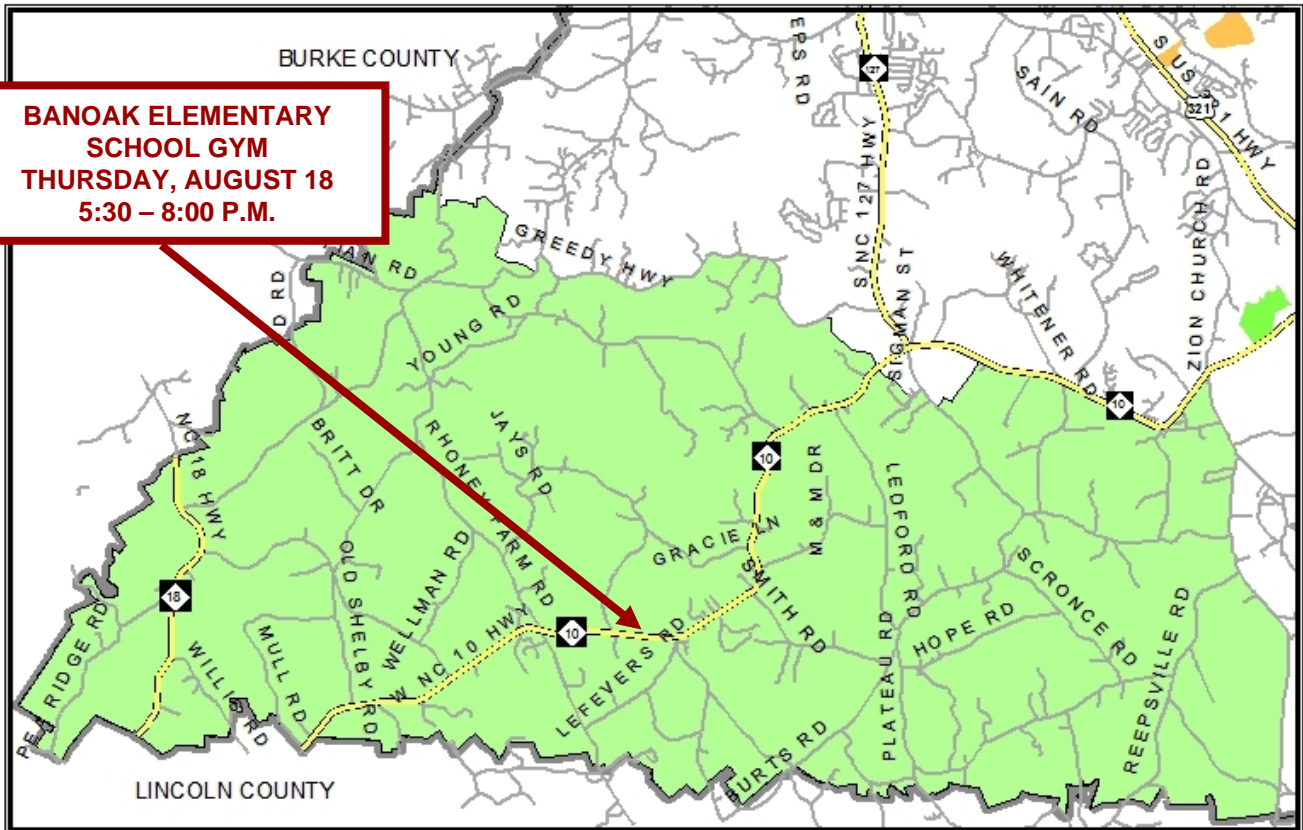 BURKE COUNTY
BANOAK ELEMENTARY
SCHOOL GYM
THURSDAY, AUGUST 18
5:30 – 8:00 P.M.
RD
127
S NC 127 HWY
SAIN RD
S US 321 HWY
321
ZION CHURCH RD
GREEDY HWY
RD
RD
YOUNG RD
SIGMAN ST
WHITENER RD
10
NC 18 HWY
BRITT DR
RHONEY FARM RD
JAYS RD
10
M & M DR
LEDFORD RD
GRACIE LN
OLD SHELBY RD
WELLMAN RD
SMITH RD
SCRONCE RD
18
PEA RIDGE RD
WILLIS RD
MULL RD
W NC 10 HWY
10
LEFEVERS RD
HOPE RD
PLATEAU RD
REEPSVILLE RD
BURTS RD
LINCOLN COUNTY